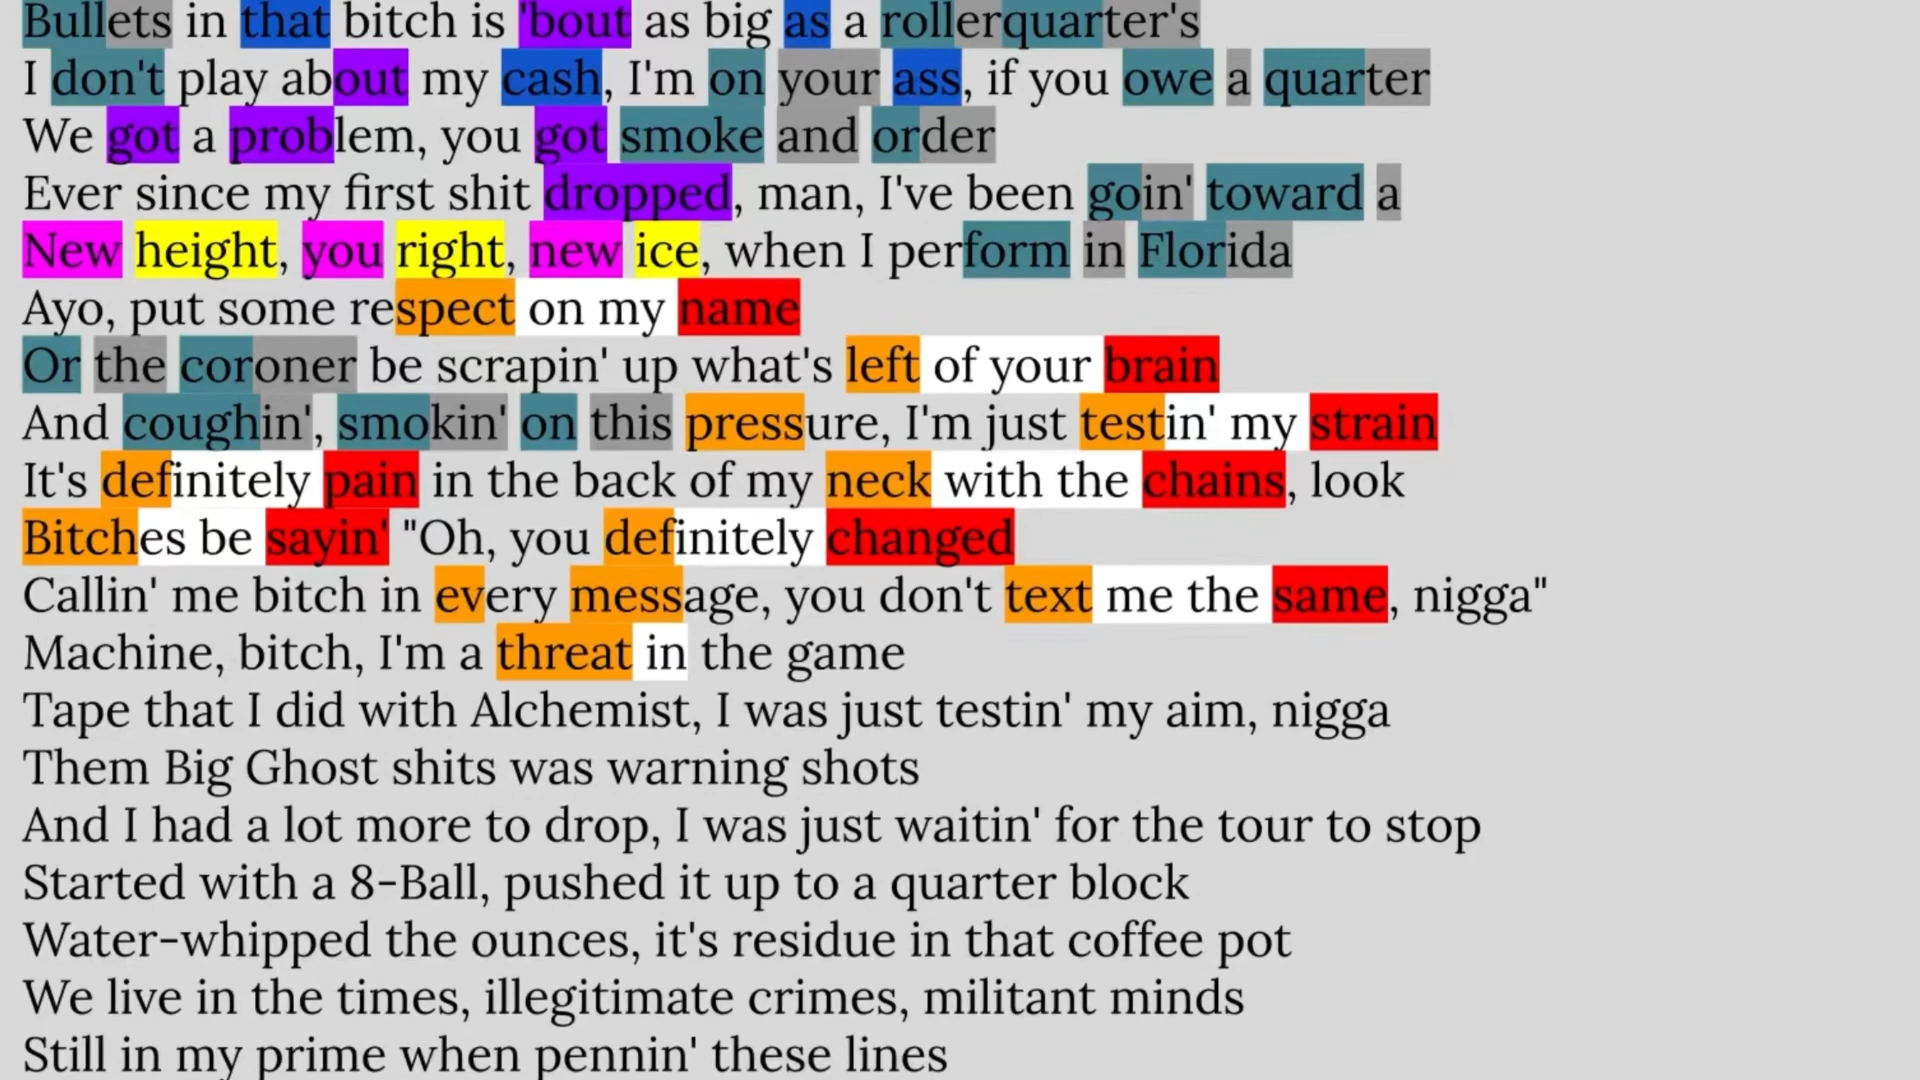 Bullets in that bitch is 'bout as big as a rollerquarter's
I don't play about my cash, I'm on your ass, if you owe a quarter
We got a problem, you got smoke and order
Ever since my first shit dropped, man, I've been goin' toward a
New height, you right, new ice, when I perform in Florida
Ayo, put some respect on my name
Or the coroner be scrapin' up what's left of your brain
And coughin', smokin' on this pressure, I'm just testin' my strain
It's definitely pain in the back of my neck with the chains, look
Bitches be sayin' "Oh, you definitely changed
Callin' me bitch in every message, you don't text me the same, nigga"
Machine, bitch, I'm a threat in the game
Tape that I did with Alchemist, I was just testin' my aim, nigga
Them Big Ghost shits was warning shots
And I had a lot more to drop, I was just waitin' for the tour to stop
Started with a 8-Ball, pushed it up to a quarter block
Water-whipped the ounces, it's residue in that coffee pot
We live in the times, illegitimate crimes, militant minds
Still in my prime when pennin' these lines